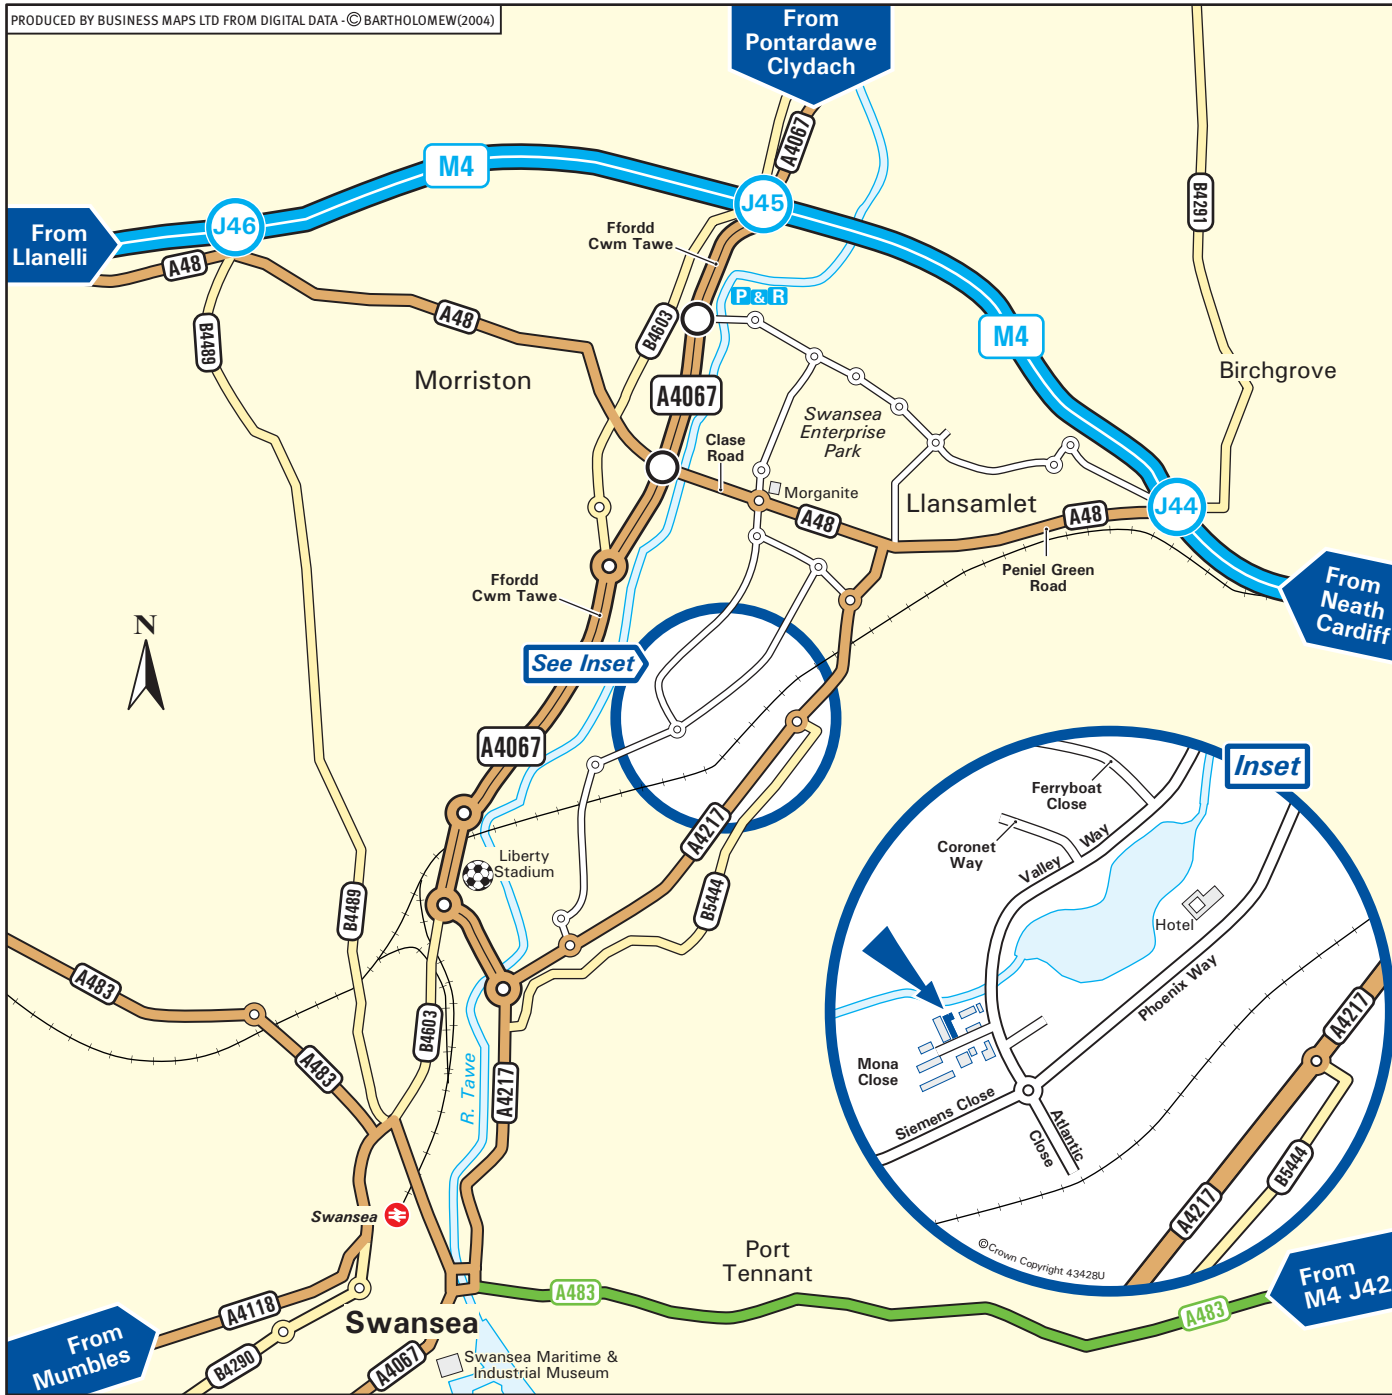 PRODUCED BY BUSINESS MAPS LTD FROM DIGITAL DATA - © BARTHOLOMEW(2004)
From
Pontardawe
Clydach
A4067
M4
J45
J46
From
Llanelli
A48
Ffordd
Cwm Tawe
B4291
P & R
A48
B4603
B4489
M4
Birchgrove
Morriston
A4067
Swansea
Enterprise
Park
Clase
Road
Morganite
Llansamlet
J44
A48
A48
Peniel Green
Road
Ffordd
Cwm Tawe
From
Neath
Cardiff
N
See Inset
A4067
Inset
Ferryboat
Close
Coronet
Way
Valley Way
A4217
Liberty
Stadium
B5444
B4489
Hotel
A483
Phoenix Way
A4217
B4603
A483
Mona
Close
R. Tawe
A4217
Siemens Close
Atlantic
Close
B5444
A4217
Swansea
©Crown Copyright 43428U
Port
Tennant
From
M4 J42
A483
A483
A4118
Swansea
From
Mumbles
B4290
A4067
Swansea Maritime &
Industrial Museum